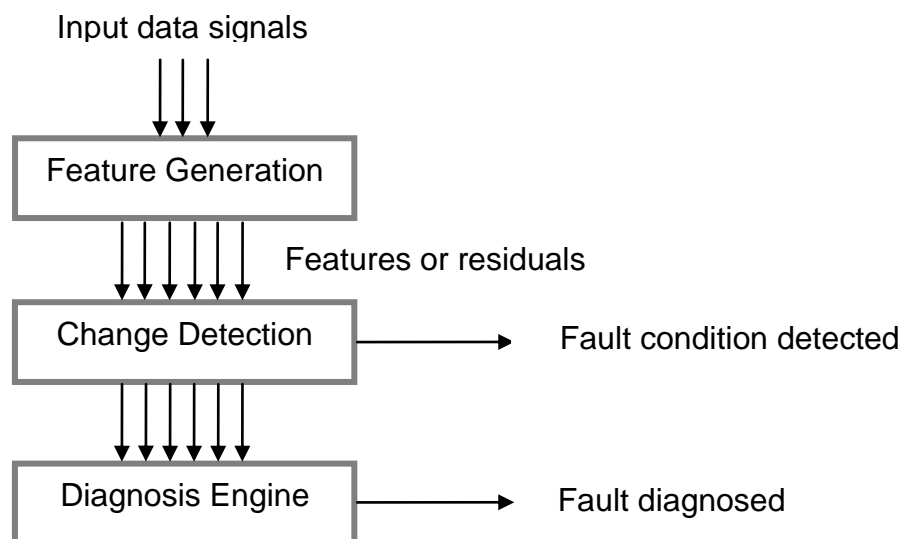 Input data signals
Feature Generation
Features or residuals
Change Detection
Fault condition detected
Diagnosis Engine
Fault diagnosed